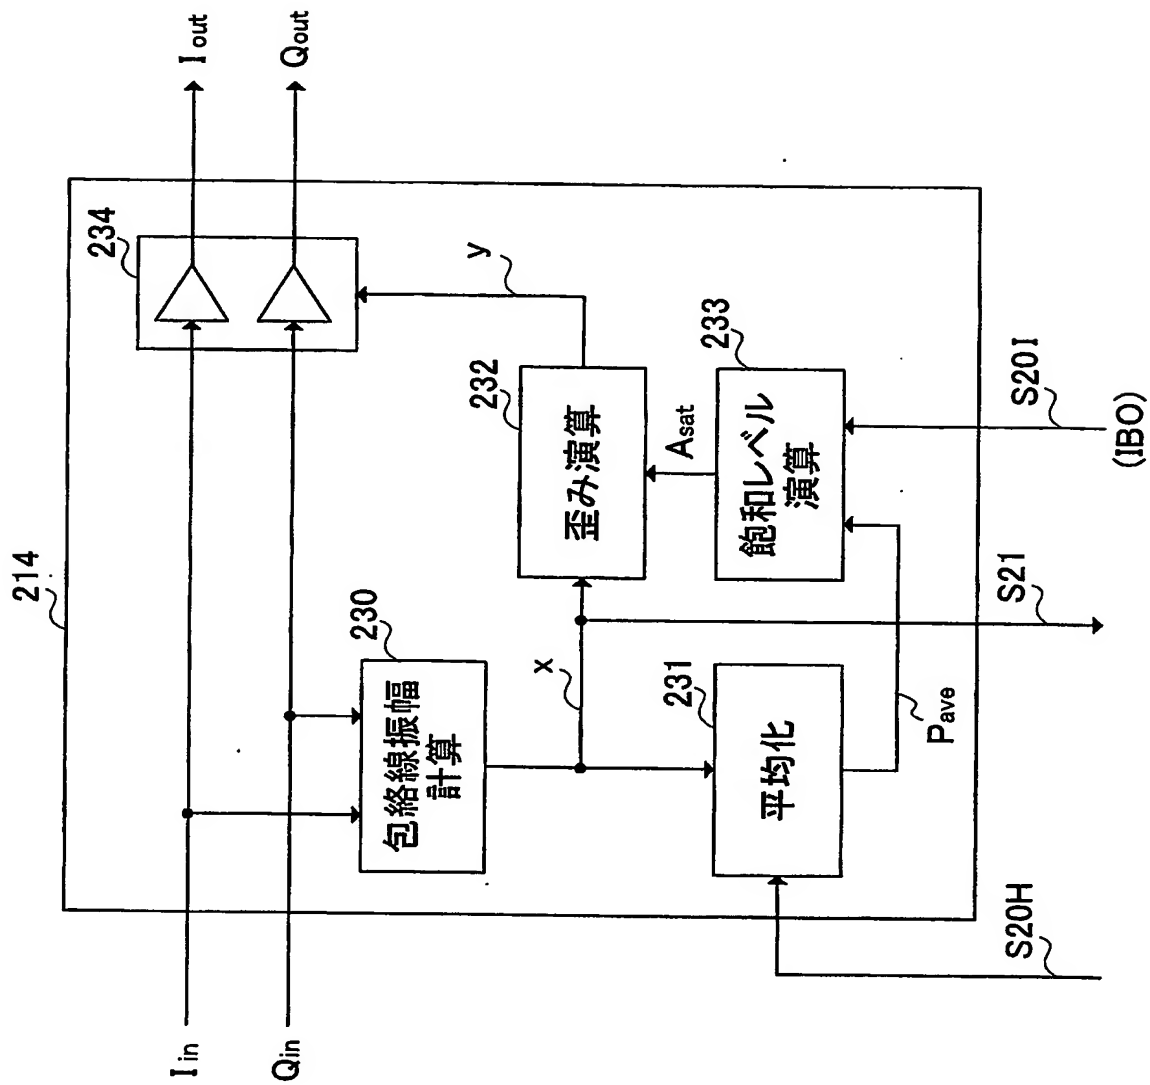 214
Iin
Qin
Iout
Qout
234
230
包絡線振幅
計算
x
y
232
歪み演算
Asat
231
平均化
233
飽和レベル
演算
Pave
S20H
S21
S20I
(IBO)